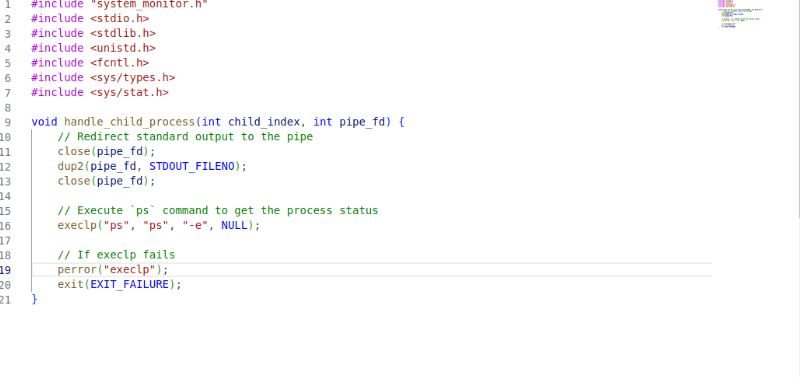 1 #include "system_monitor.h"
2 #include <stdio.h>
3 #include <stdlib.h>
4 #include <unistd.h>
5 #include <fcntl.h>
6 #include <sys/types.h>
7 #include <sys/stat.h>
8
9 void handle_child_process(int child_index, int pipe_fd) {
10 // Redirect standard output to the pipe
11 close(pipe_fd);
12 dup2(pipe_fd, STDOUT_FILENO);
13 close(pipe_fd);
14
15 // Execute `ps` command to get the process status
16 execlp("ps", "ps", "-e", NULL);
17
18 // If execlp fails
19 perror("execlp");
20 exit(EXIT_FAILURE);
21 }